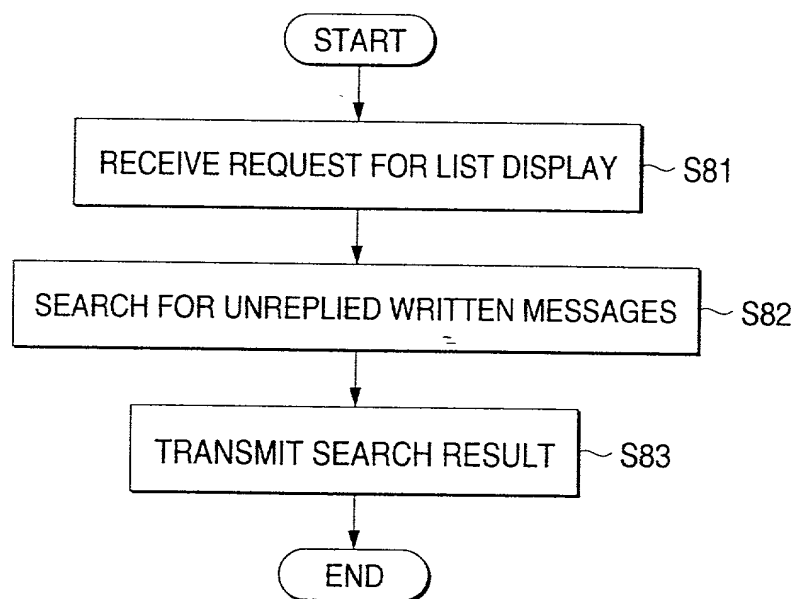 START
RECEIVE REQUEST FOR LIST DISPLAY
S81
SEARCH FOR UNREPLIED WRITTEN MESSAGES
S82
TRANSMIT SEARCH RESULT
S83
END